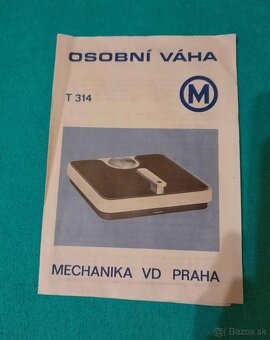 OSOBNÍ VÁHA
T 314
M
MECHANIKA VD PRAHA
Bazos.sk